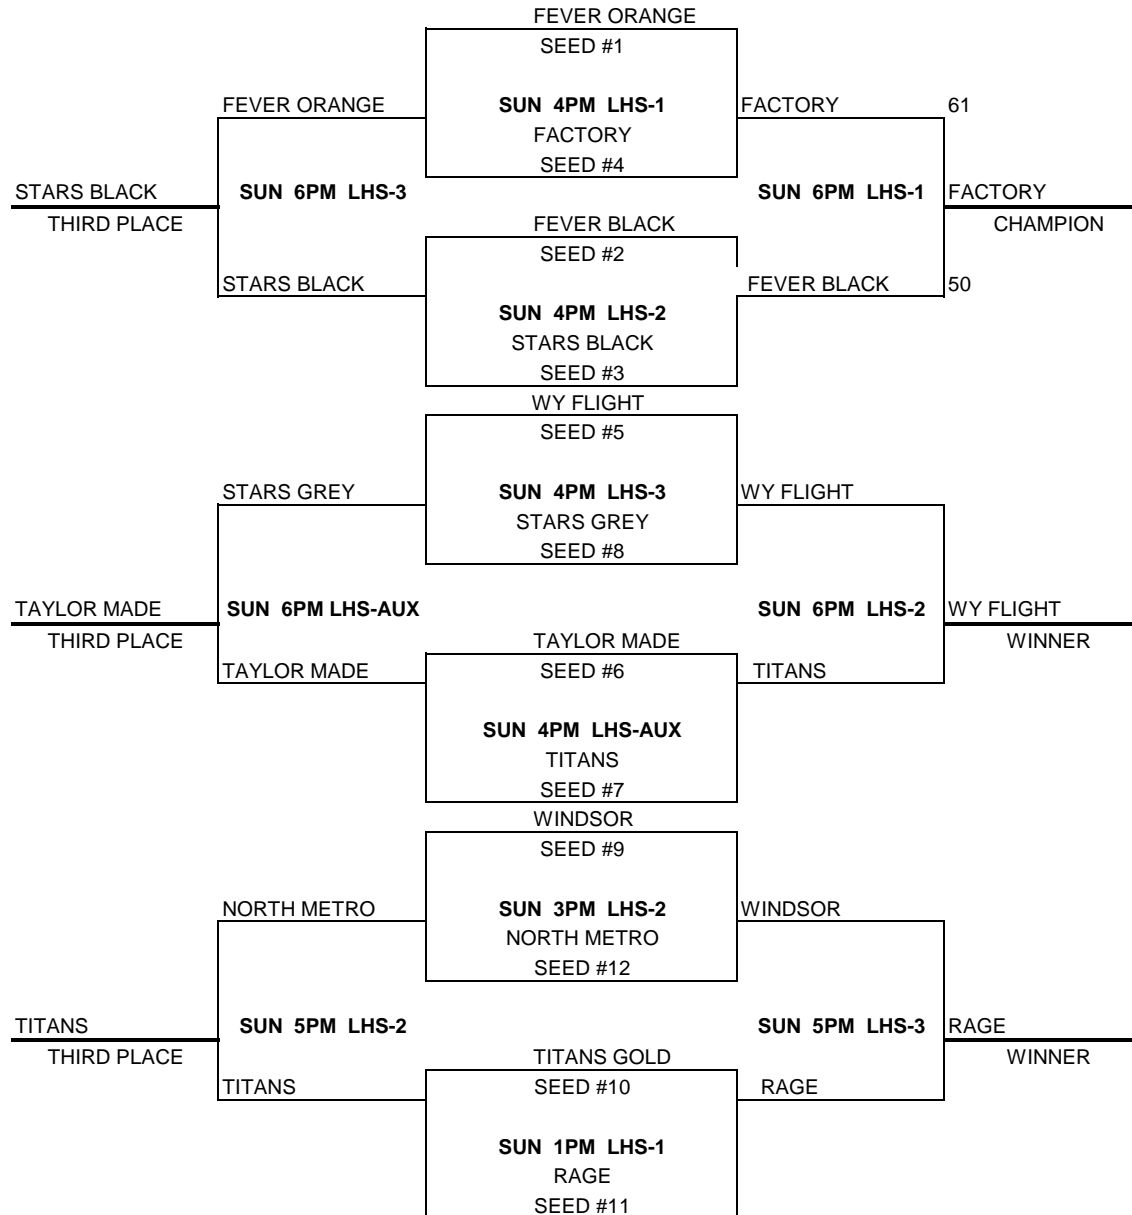 FEVER ORANGE
SEED #1
FEVER ORANGE SUN 4PM LHS-1 FACTORY 61
FACTORY
SEED #4
STARS BLACK SUN 6PM LHS-3 SUN 6PM LHS-1 FACTORY
THIRD PLACE FEVER BLACK CHAMPION
SEED #2
STARS BLACK FEVER BLACK 50
SUN 4PM LHS-2
STARS BLACK
SEED #3
WY FLIGHT
SEED #5
STARS GREY SUN 4PM LHS-3 WY FLIGHT
STARS GREY
SEED #8
TAYLOR MADE SUN 6PM LHS-AUX SUN 6PM LHS-2 WY FLIGHT
THIRD PLACE TAYLOR MADE WINNER
TAYLOR MADE SEED #6 TITANS
SUN 4PM LHS-AUX
TITANS
SEED #7
WINDSOR
SEED #9
NORTH METRO SUN 3PM LHS-2 WINDSOR
NORTH METRO
SEED #12
TITANS SUN 5PM LHS-2 SUN 5PM LHS-3 RAGE
THIRD PLACE TITANS GOLD WINNER
TITANS SEED #10 RAGE
SUN 1PM LHS-1
RAGE
SEED #11